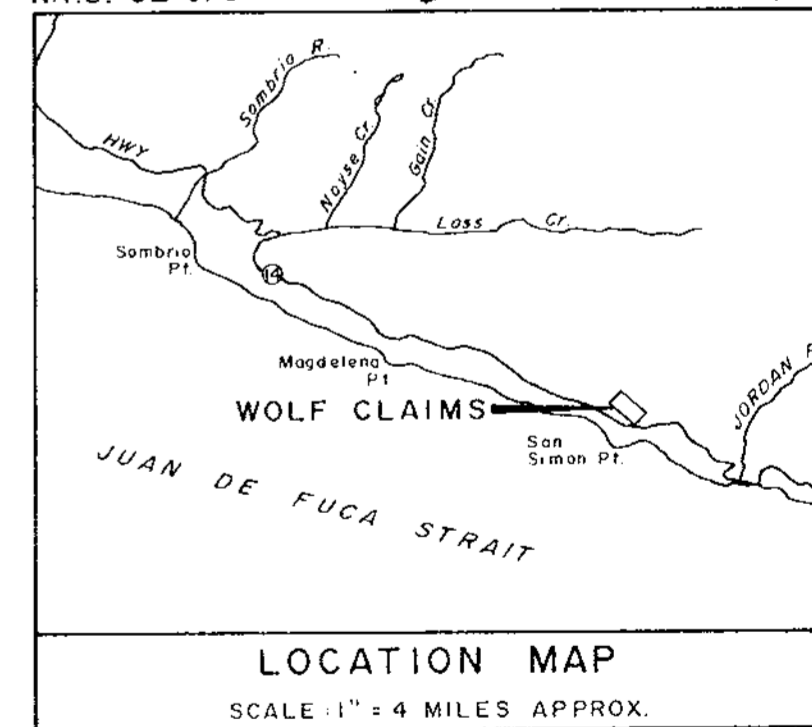 Sombrio R.
HWY
Noyse Cr.
Gain Cr.
Loss Cr.
Sombrio
Pt.
14
Magdelena
Pt
JORDAN
WOLF CLAIMS
San
Simon Pt.
JUAN DE FUCA STRAIT
LOCATION MAP
SCALE : 1" = 4 MILES APPROX.